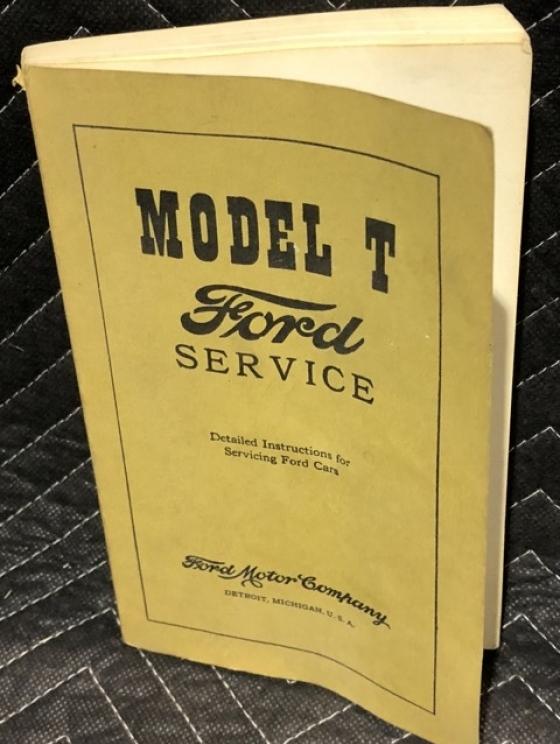 MODEL T
Ford
SERVICE
Detailed Instructions for
Servicing Ford Cars
Ford Motor Company
DETROIT, MICHIGAN, U. S. A.